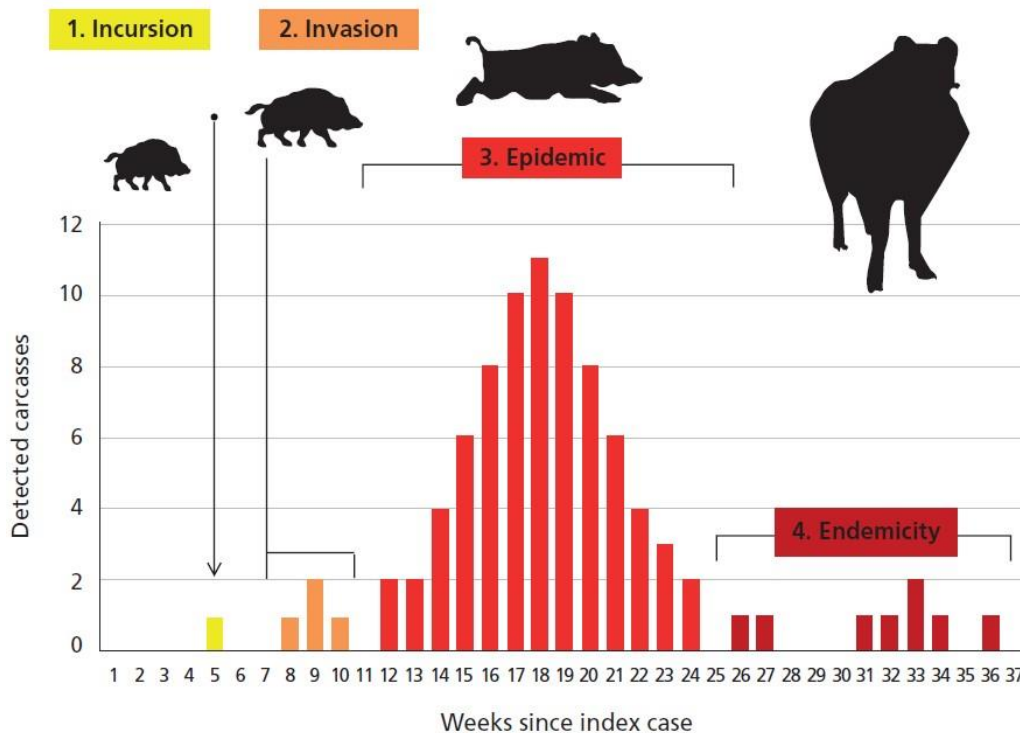 1. Incursion
2. Invasion
3. Epidemic
4. Endemicity
Detected carcasses
12
10
8
6
4
2
0
1 2 3 4 5 6 7 8 9 10 11 12 13 14 15 16 17 18 19 20 21 22 23 24 25 26 27 28 29 30 31 32 33 34 35 36 37
Weeks since index case